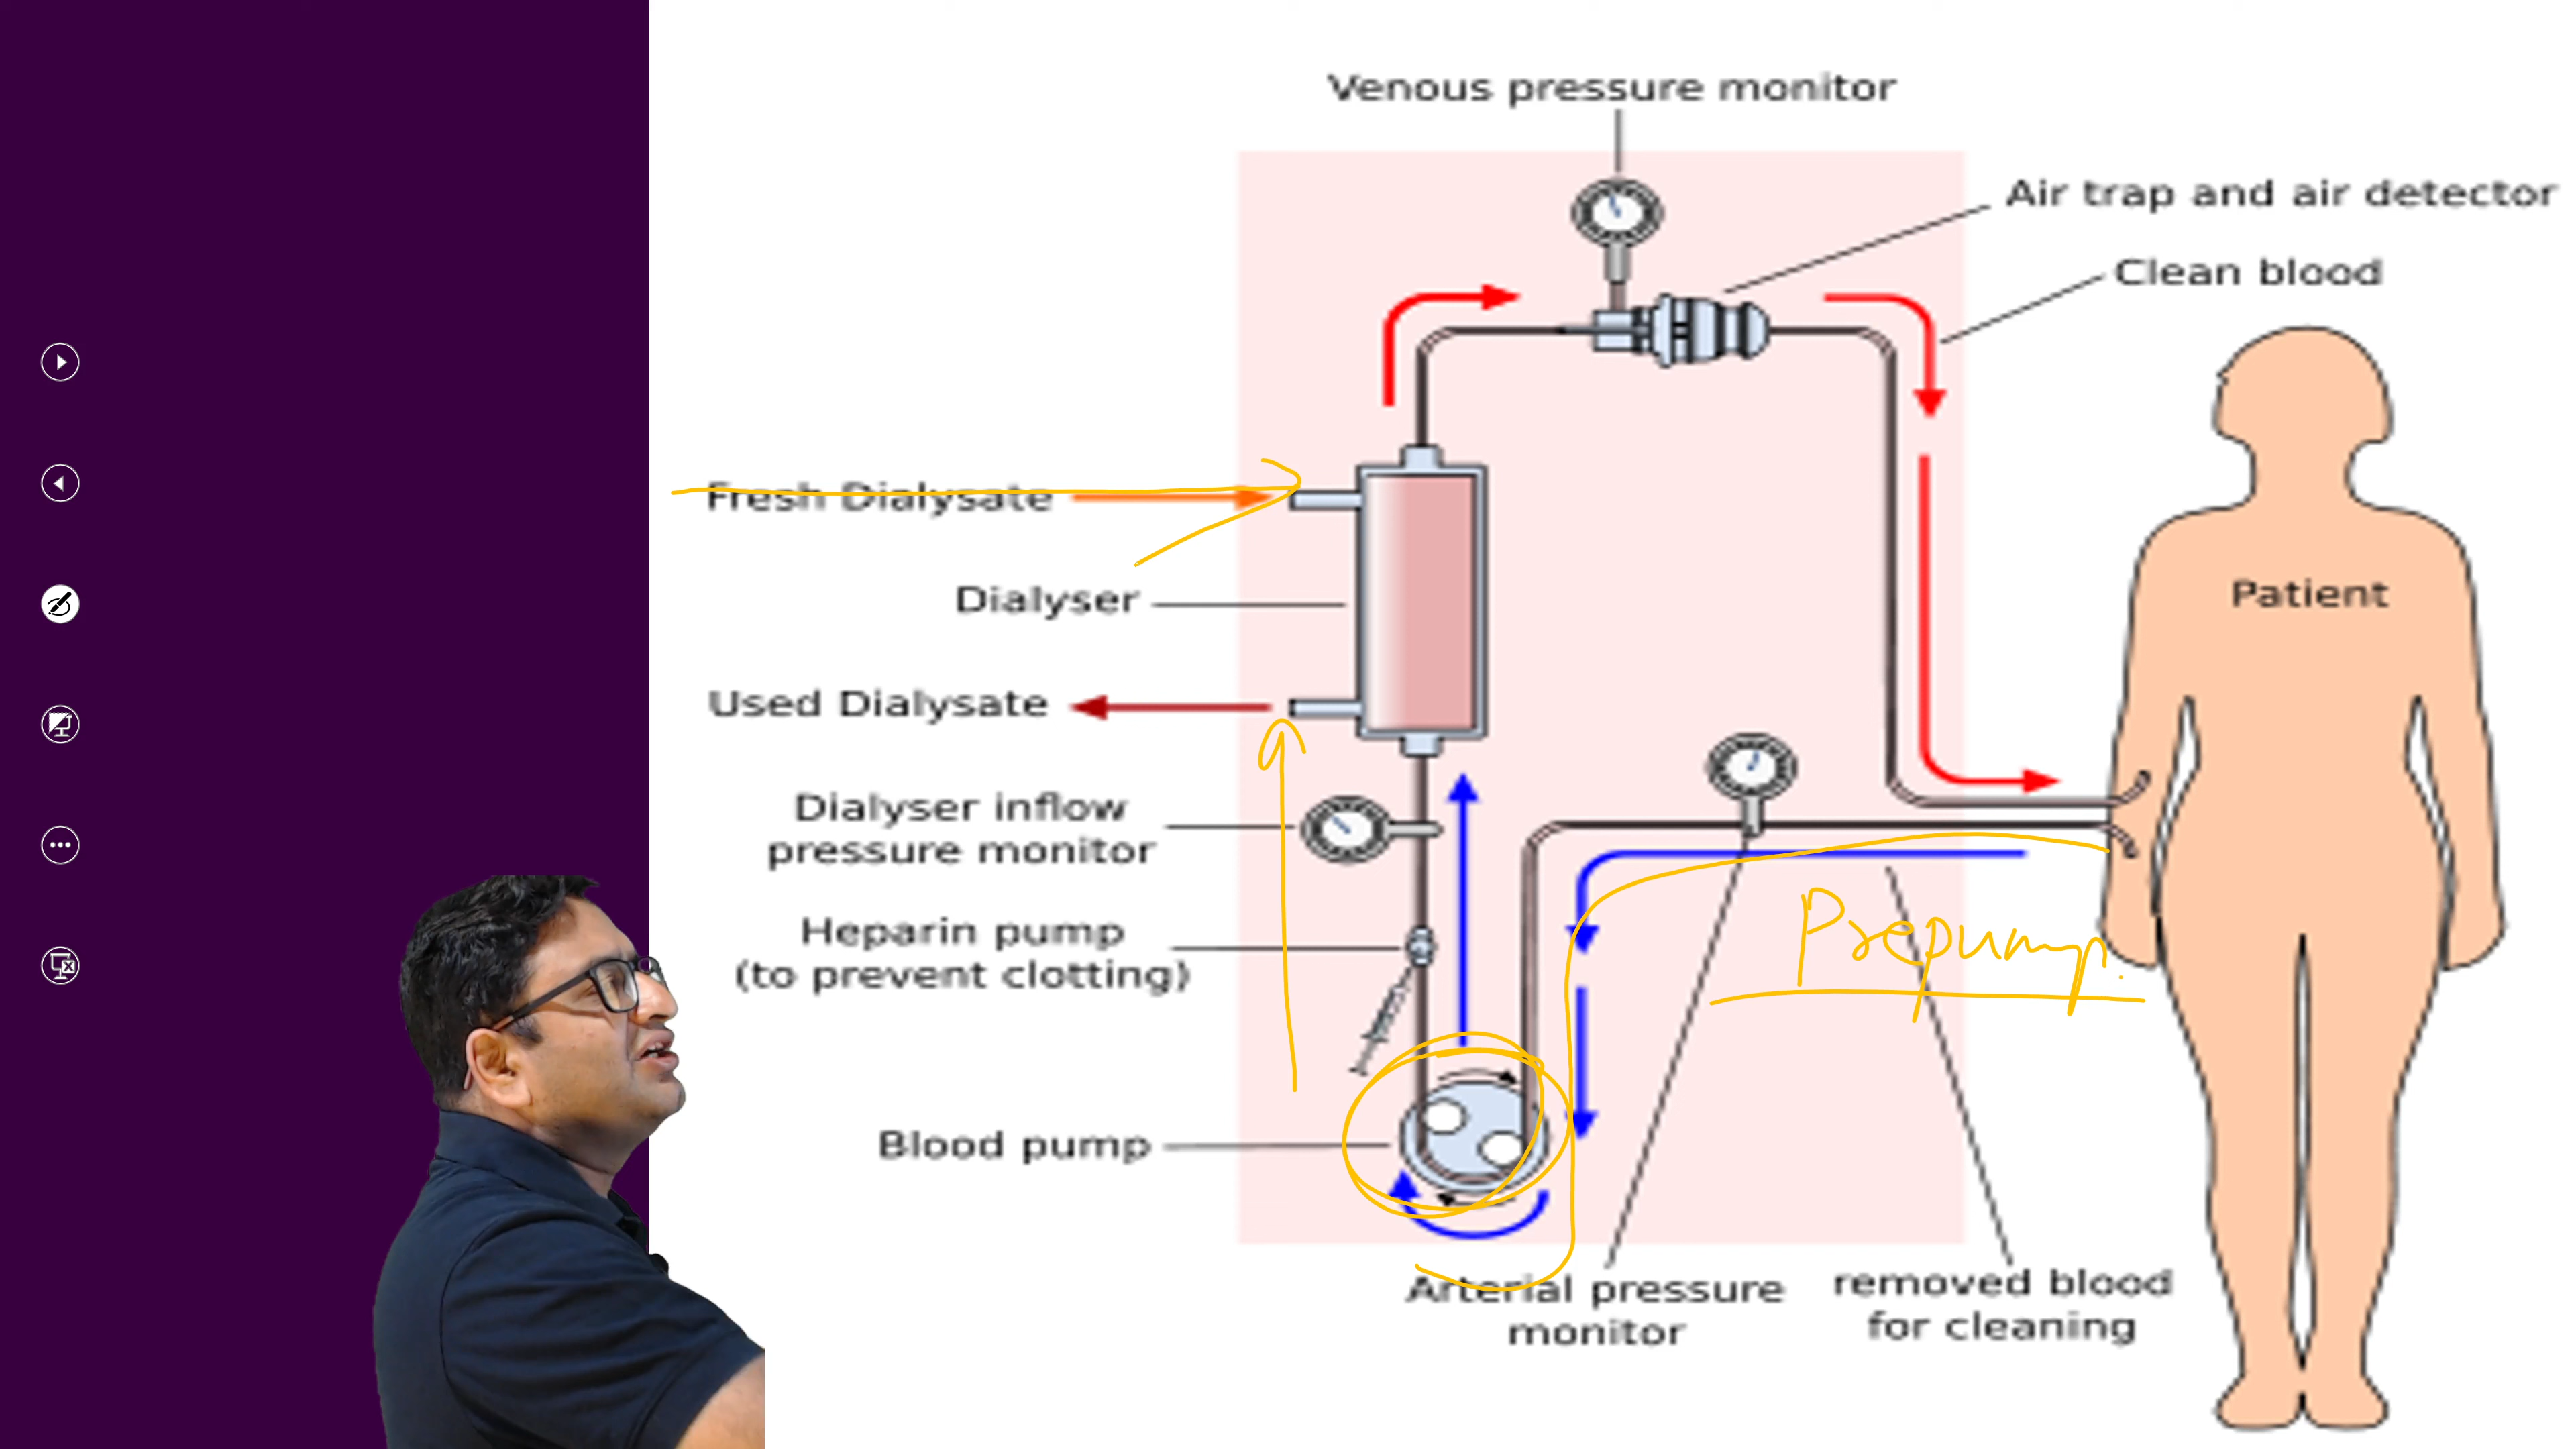 Venous pressure monitor
Air trap and air detector
Clean blood
Fresh Dialysate
Patient
Dialyser
Used Dialysate
Dialyser inflow
pressure monitor
Prepump.
Heparin pump
(to prevent clotting)
Blood pump
Arterial pressure
monitor
removed blood
for cleaning